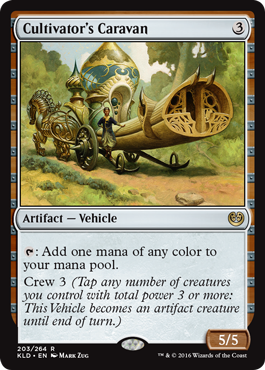 Cultivator's Caravan 3
Artifact — Vehicle
: Add one mana of any color to
your mana pool.
Crew 3 (Tap any number of creatures
you control with total power 3 or more:
This Vehicle becomes an artifact creature
until end of turn.)
203/264 R
KLD • EN Mark Zug
5/5
™ & © 2016 Wizards of the Coast